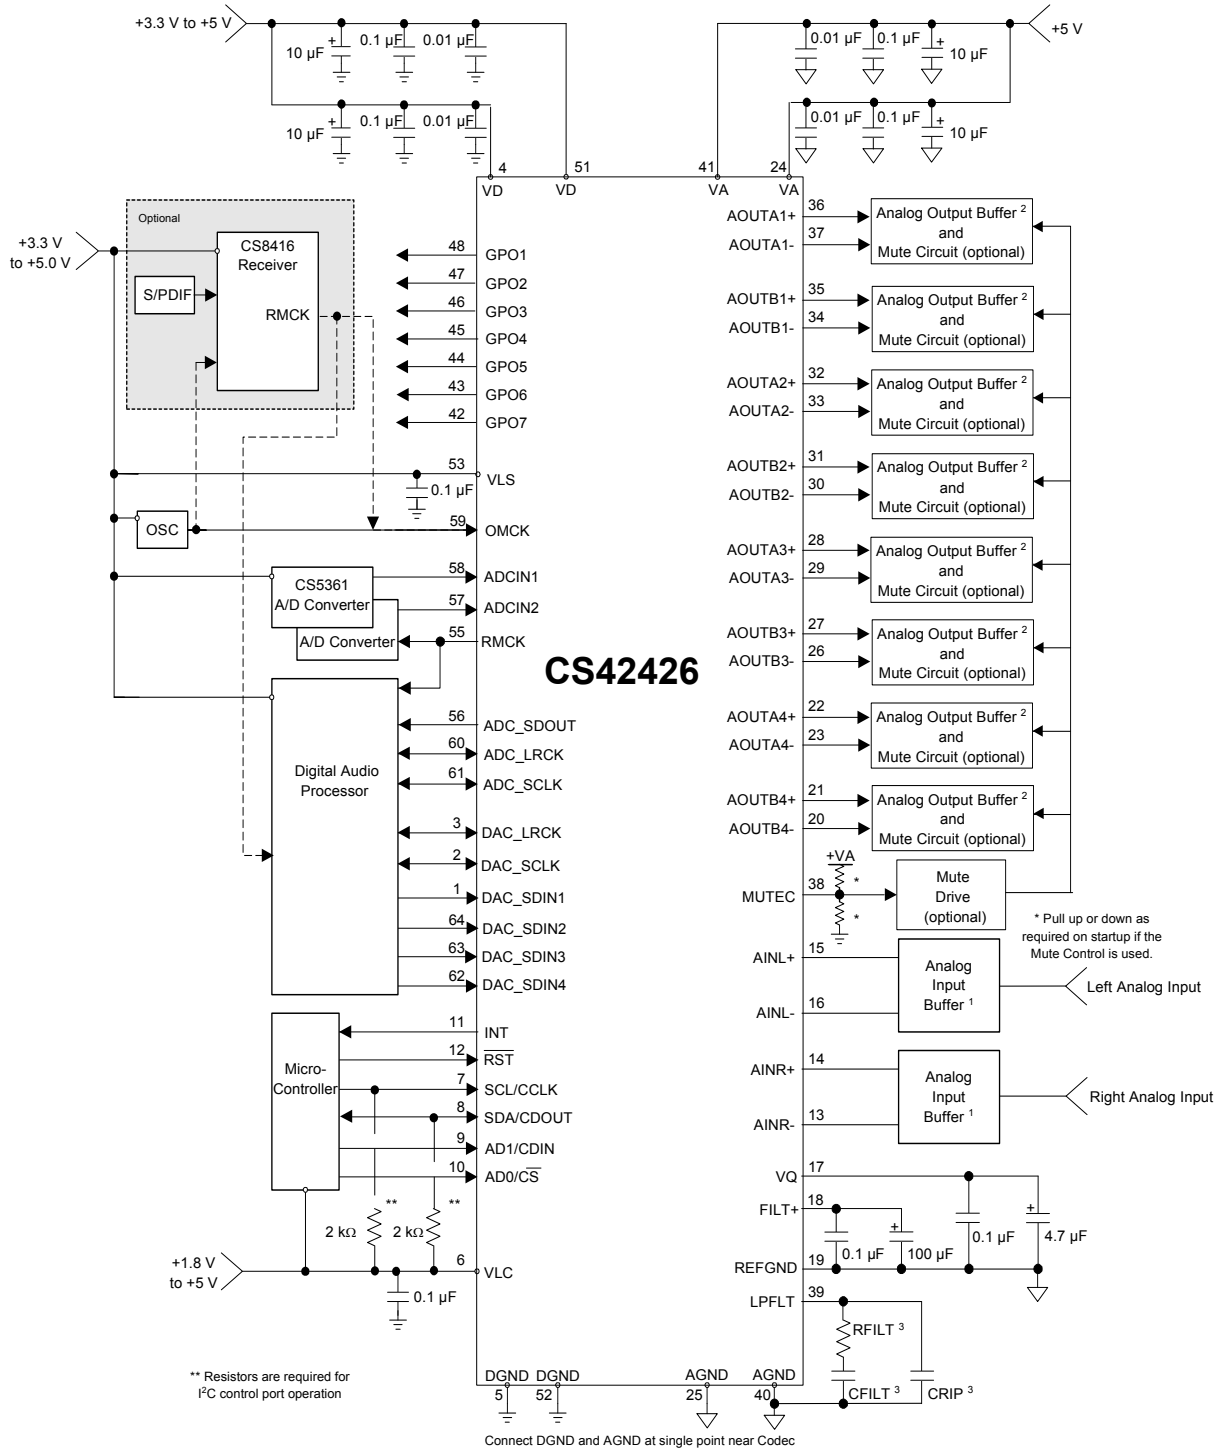 +3.3 V to +5 V
10 µF
0.1 µF
0.01 µF
10 µF
0.1 µF
0.01 µF
+5 V
0.01 µF
0.1 µF
10 µF
0.01 µF
0.1 µF
10 µF
4
51
41
24
VD
VD
VA
VA
+3.3 V
to +5.0 V
Optional
CS8416
Receiver
S/PDIF
RMCK
48
GPO1
47
GPO2
46
GPO3
45
GPO4
44
GPO5
43
GPO6
42
GPO7
53
VLS
0.1 µF
OSC
59
OMCK
CS5361
A/D Converter
A/D Converter
58
ADCIN1
57
ADCIN2
55
RMCK
CS42426
Digital Audio
Processor
56
ADC_SDOUT
60
ADC_LRCK
61
ADC_SCLK
3
DAC_LRCK
2
DAC_SCLK
1
DAC_SDIN1
64
DAC_SDIN2
63
DAC_SDIN3
62
DAC_SDIN4
Micro-
Controller
11
INT
12
RST
7
SCL/CCLK
8
SDA/CDOUT
9
AD1/CDIN
10
AD0/CS
**
**
2 kΩ
2 kΩ
+1.8 V
to +5 V
6
VLC
0.1 µF
** Resistors are required for
I²C control port operation
AOUTA1+
36
AOUTA1-
37
Analog Output Buffer ²
and
Mute Circuit (optional)
AOUTB1+
35
AOUTB1-
34
Analog Output Buffer ²
and
Mute Circuit (optional)
AOUTA2+
32
AOUTA2-
33
Analog Output Buffer ²
and
Mute Circuit (optional)
AOUTB2+
31
AOUTB2-
30
Analog Output Buffer ²
and
Mute Circuit (optional)
AOUTA3+
28
AOUTA3-
29
Analog Output Buffer ²
and
Mute Circuit (optional)
AOUTB3+
27
AOUTB3-
26
Analog Output Buffer ²
and
Mute Circuit (optional)
AOUTA4+
22
AOUTA4-
23
Analog Output Buffer ²
and
Mute Circuit (optional)
AOUTB4+
21
AOUTB4-
20
Analog Output Buffer ²
and
Mute Circuit (optional)
+VA
*
*
MUTEC
38
Mute
Drive
(optional)
* Pull up or down as
required on startup if the
Mute Control is used.
AINL+
15
AINL-
16
Analog
Input
Buffer ¹
Left Analog Input
AINR+
14
AINR-
13
Analog
Input
Buffer ¹
Right Analog Input
VQ
17
FILT+
18
0.1 µF
100 µF
0.1 µF
4.7 µF
REFGND
19
LPFLT
39
RFILT ³
CFILT ³
CRIP ³
DGND
DGND
AGND
AGND
5
52
25
40
Connect DGND and AGND at single point near Codec